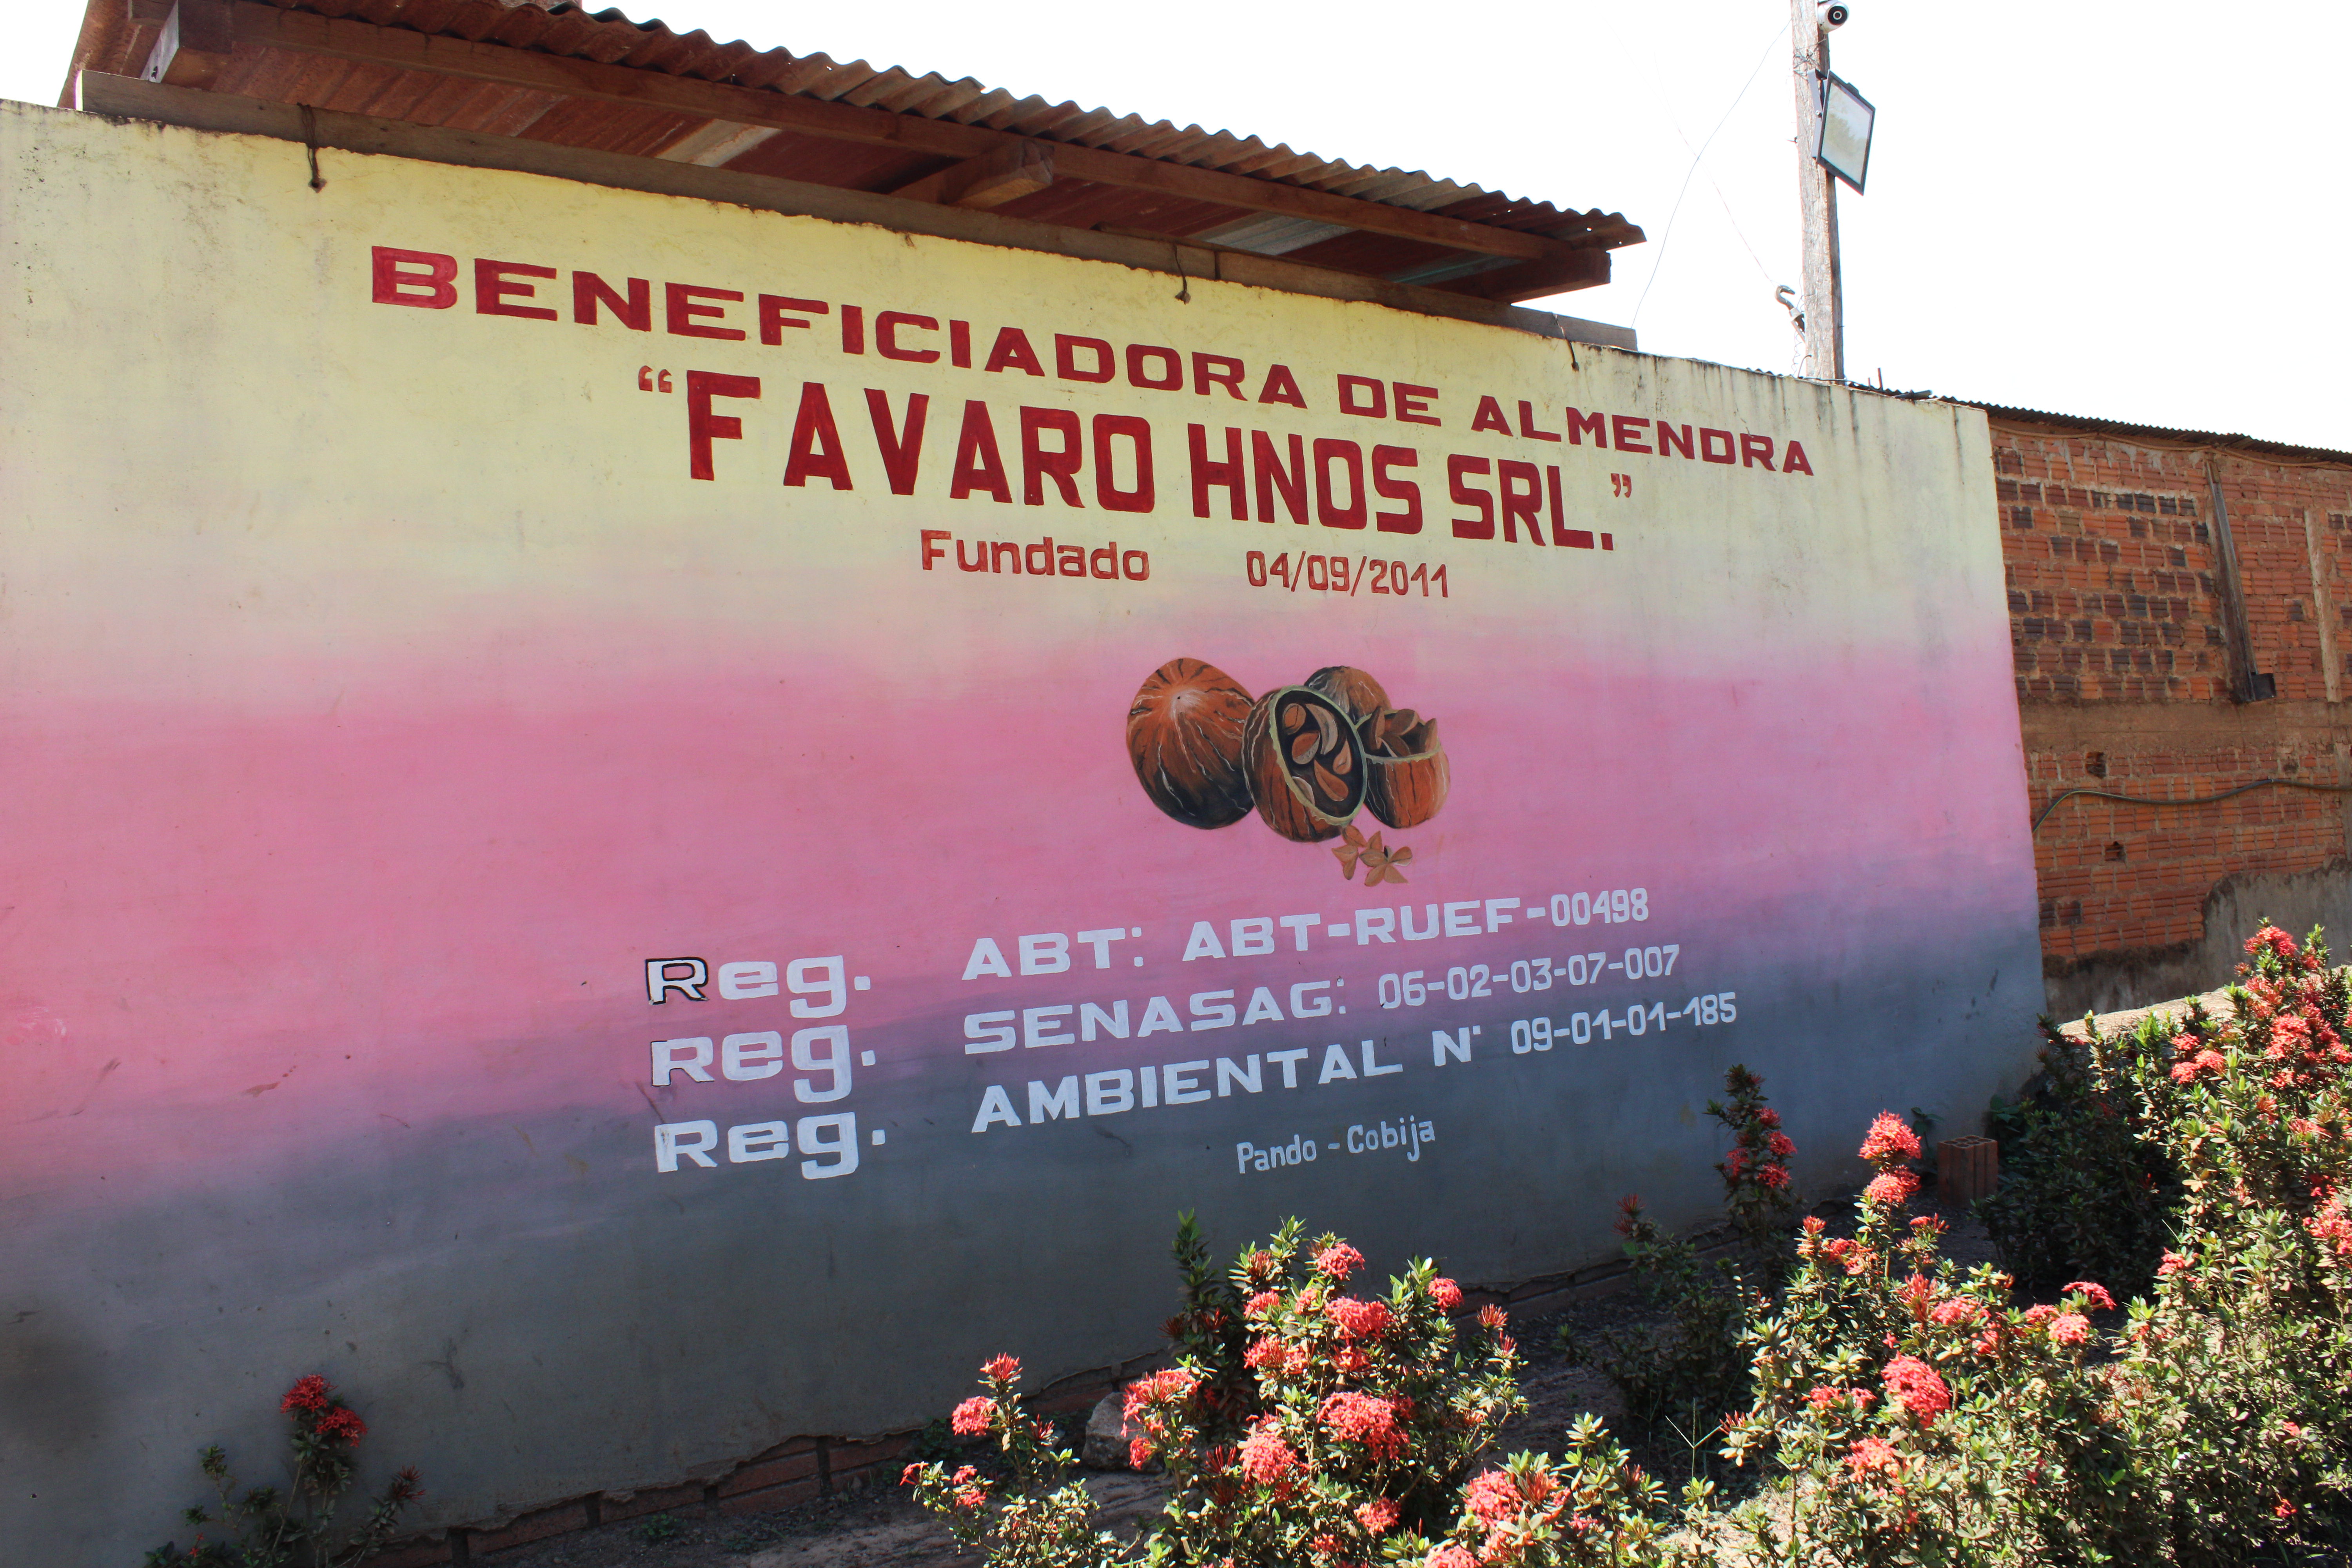 BENEFICIADORA DE ALMENDRA
“FAVARO HNOS SRL.”
Fundado 04/09/2011
Reg. ABT: ABT-RUEF-00498
Reg. SENASAG: 06-02-03-07-007
Reg. AMBIENTAL N° 09-01-01-185
Pando - Cobija